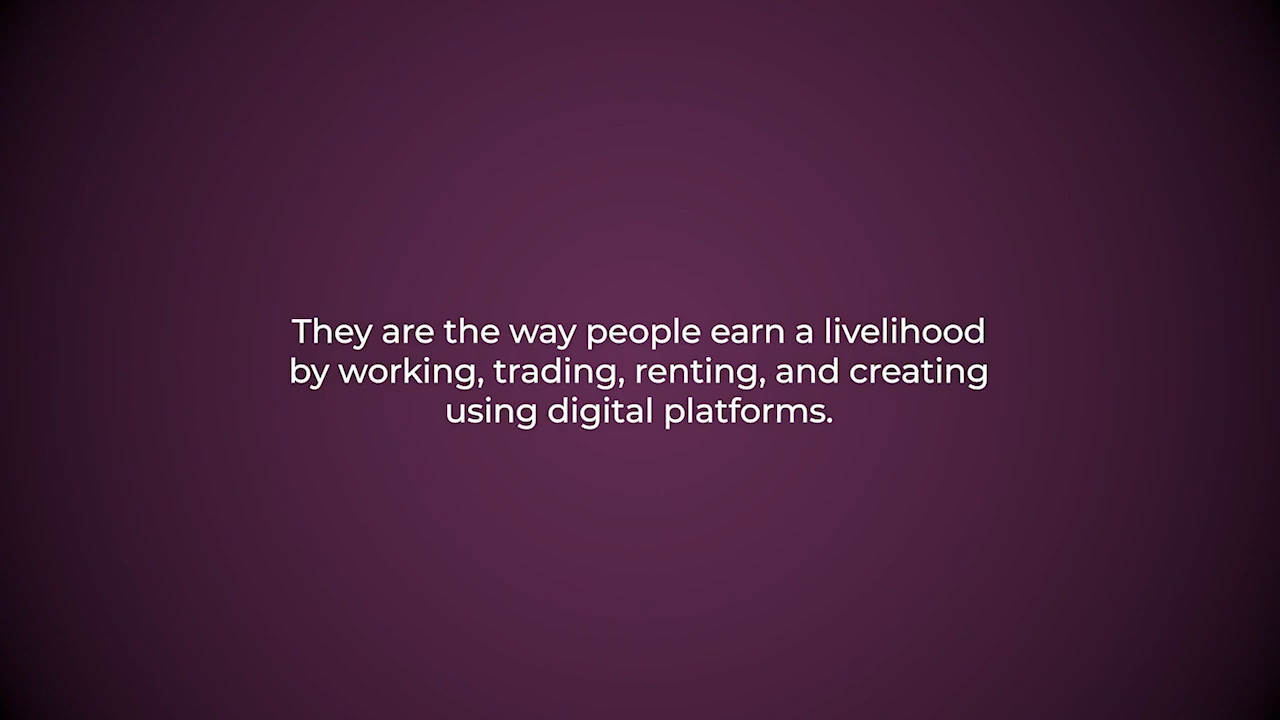 They are the way people earn a livelihood
by working, trading, renting, and creating
using digital platforms.